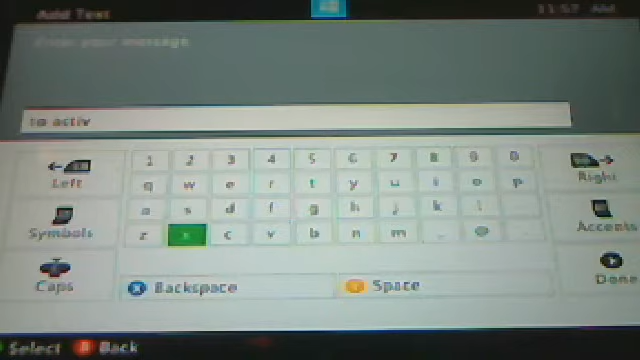 Add Text
11:57 AM
Enter your message
to activ
Left
1 2 3 4 5 6 7 8 9 0
Right
q w e r t y u i o p
Symbols
a s d f g h j k l
Accents
z x c v b n m _ @ .
Caps
Backspace
Space
Done
Select
B Back